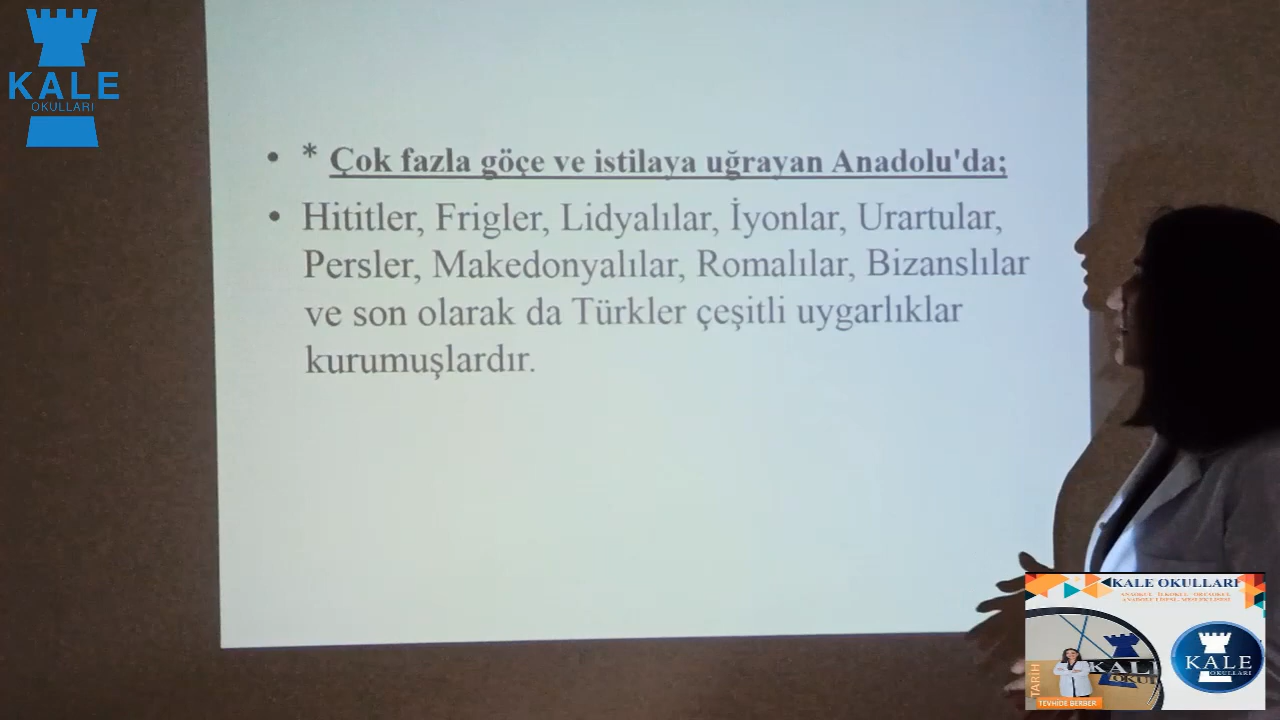 KALE
OKULLARI
• * Çok fazla göçe ve istilaya uğrayan Anadolu'da;
• Hititler, Frigler, Lidyalılar, İyonlar, Urartular,
Persler, Makedonyalılar, Romalılar, Bizanslılar
ve son olarak da Türkler çeşitli uygarlıklar
kurumuşlardır.
KALE OKULLARI
TARİH
KALE
OKUL
TEVHİDE BERBER
KALE
OKULLARI